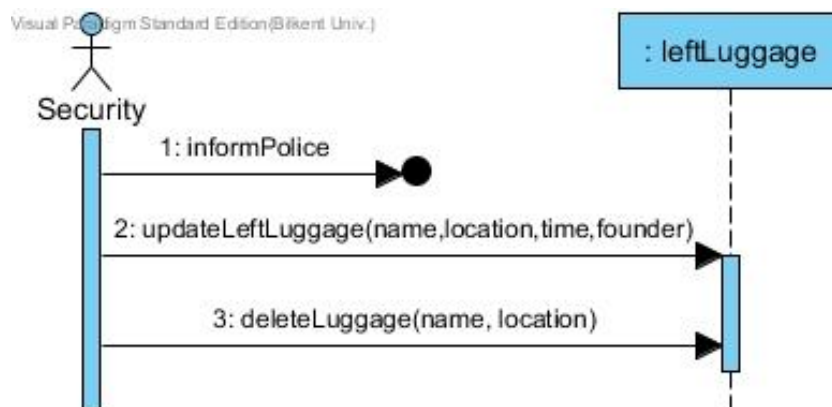 Visual Paradigm Standard Edition(Bilkent Univ.)
: leftLuggage
Security
1: informPolice
2: updateLeftLuggage(name,location,time,founder)
3: deleteLuggage(name, location)